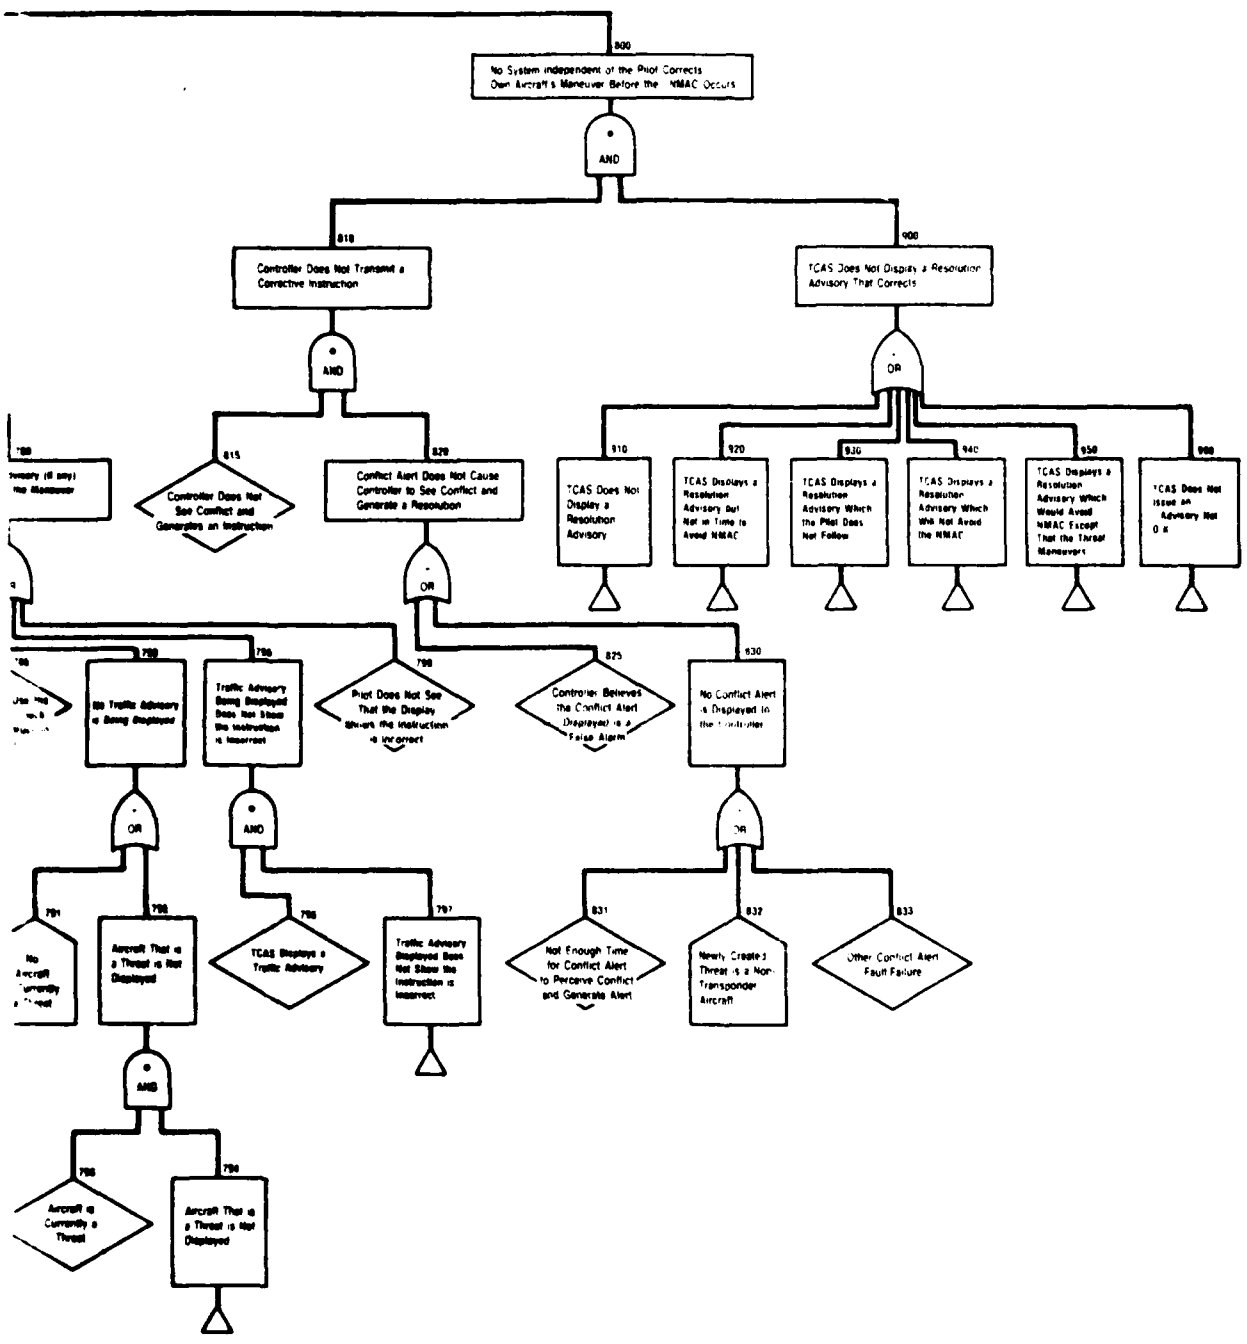 800
No System Independent of the Pilot Corrects
Own Aircraft's Maneuver Before the NMAC Occurs
AND
810
Controller Does Not Transmit a
Corrective Instruction
900
TCAS Does Not Display a Resolution
Advisory That Corrects
AND
OR
(if any)
Maneuver
815
Controller Does Not
See Conflict and
Generates an Instruction
820
Conflict Alert Does Not Cause
Controller to See Conflict and
Generate a Resolution
910
TCAS Does Not
Display a
Resolution
Advisory
920
TCAS Displays a
Resolution
Advisory but
Not in Time to
Avoid NMAC
930
TCAS Displays a
Resolution
Advisory Which
the Pilot Does
Not Follow
940
TCAS Displays a
Resolution
Advisory Which
Will Not Avoid
the NMAC
950
TCAS Displays a
Resolution
Advisory Which
Would Avoid
NMAC Except
That the Threat
Maneuvers
TCAS Does Not
Issue an
Advisory Not
O K
OR
No Traffic Advisory
is Being Displayed
Traffic Advisory
Being Displayed
Does Not Show
the Instruction
is Incorrect
Pilot Does Not See
That the Display
Shows the Instruction
is Incorrect
825
Controller Believes
the Conflict Alert
Displayed is a
False Alarm
830
No Conflict Alert
is Displayed to
the Controller
OR
AND
OR
791
No
Aircraft
Currently
a Threat
Aircraft That is
a Threat is Not
Displayed
796
TCAS Displays a
Traffic Advisory
797
Traffic Advisory
Displayed Does
Not Show the
Instruction is
Incorrect
831
Not Enough Time
for Conflict Alert
to Perceive Conflict
and Generate Alert
832
Newly Created
Threat is a Non-
Transponder
Aircraft
833
Other Conflict Alert
Fault Failure
AND
Aircraft is
Currently a
Threat
794
Aircraft That is
a Threat is Not
Displayed